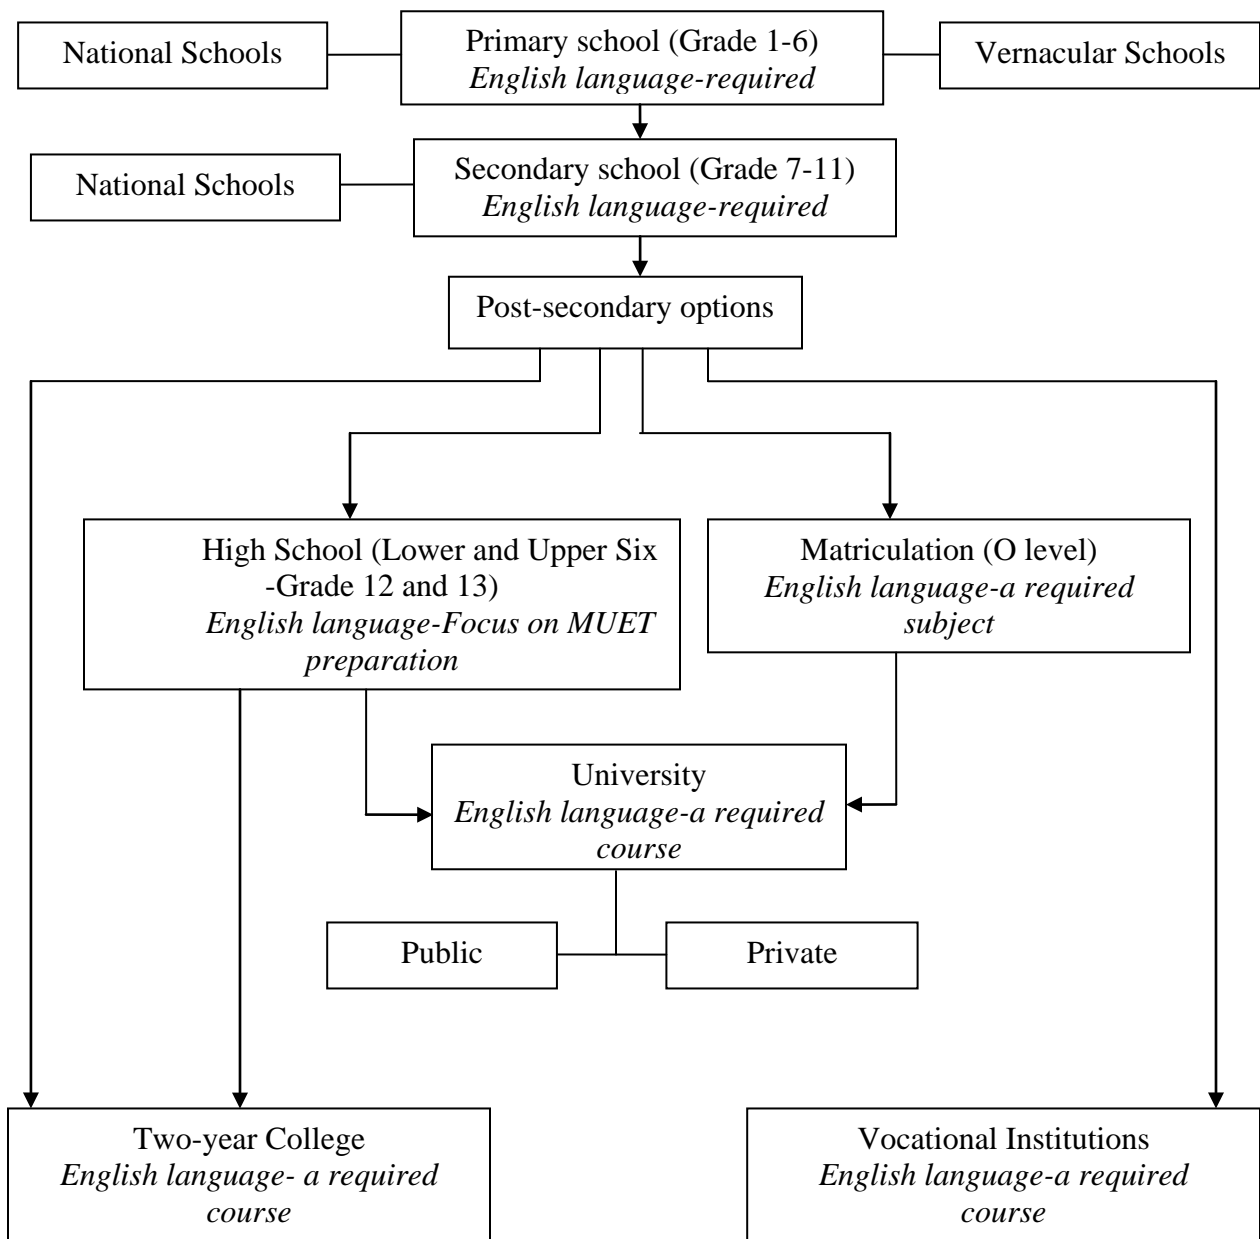 National Schools
Primary school (Grade 1-6)
English language-required
Vernacular Schools
National Schools
Secondary school (Grade 7-11)
English language-required
Post-secondary options
High School (Lower and Upper Six
-Grade 12 and 13)
English language-Focus on MUET
preparation
Matriculation (O level)
English language-a required
subject
University
English language-a required
course
Public
Private
Two-year College
English language- a required
course
Vocational Institutions
English language-a required
course